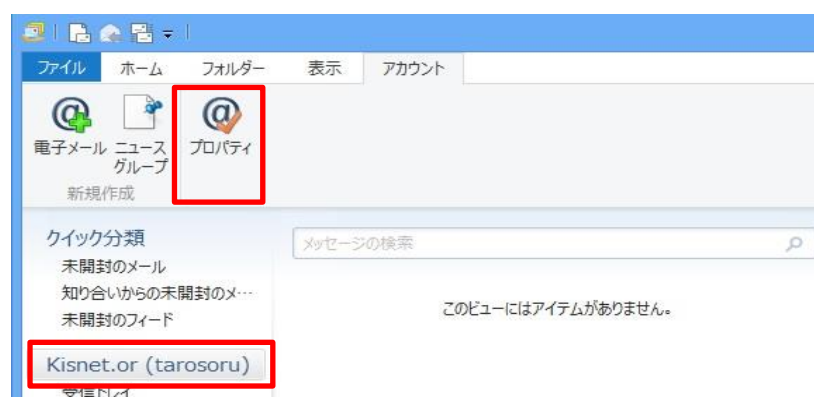 ファイル ホーム フォルダー 表示 アカウント
電子メール ニュース グループ プロパティ
新規作成
クイック分類
メッセージの検索
未開封のメール
知り合いからの未開封のメ…
未開封のフィード
このビューにはアイテムがありません。
Kisnet.or (tarosoru)
受信トレイ